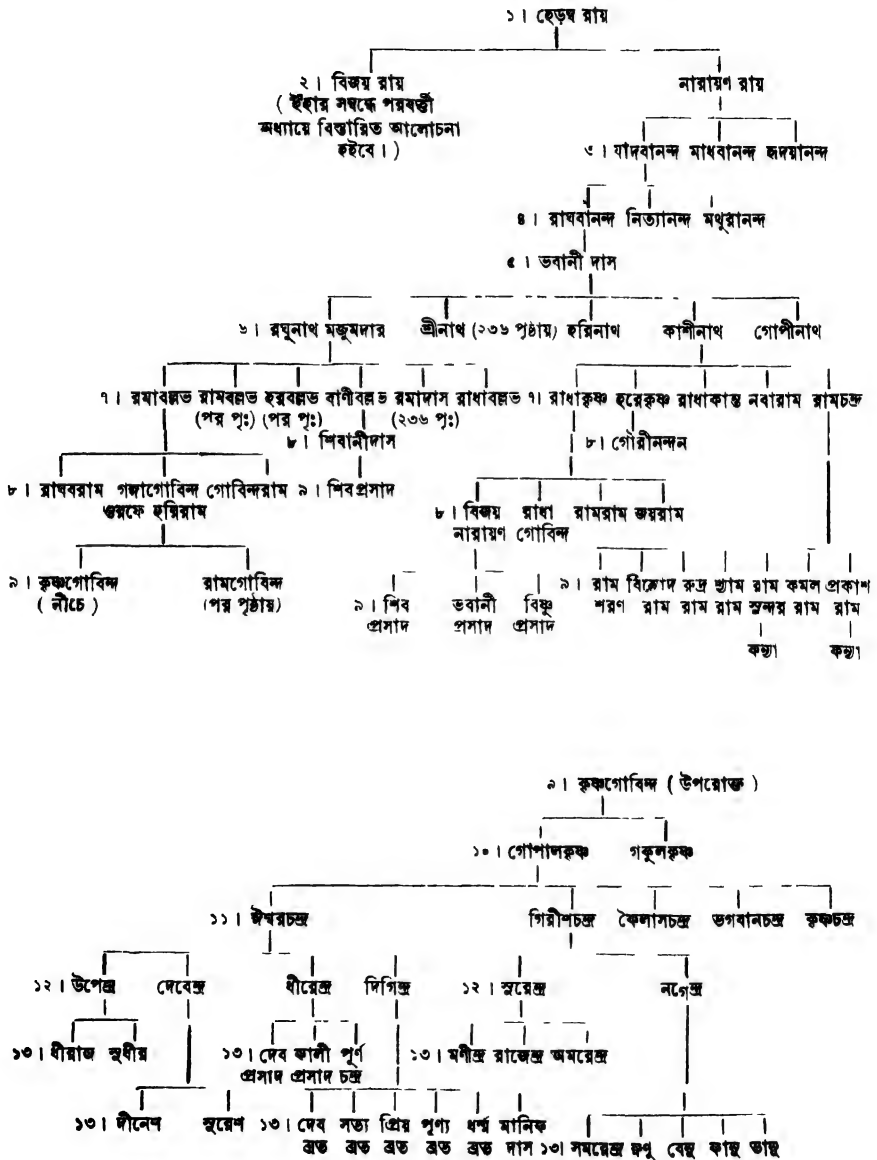 ১। হেড়ম্ব রায়
২। বিজয় রায় নারায়ণ রায়
( ইঁহার সম্বন্ধে পরবর্ত্তী
অধ্যায়ে বিস্তারিত আলোচনা
হইবে। )
৩। যাদবানন্দ মাধবানন্দ হৃদয়ানন্দ
৪। রাঘবানন্দ নিত্যানন্দ মথুরানন্দ
৫। ভবানী দাস
৬। রঘুনাথ মজুমদার শ্রীনাথ (২৩৬ পৃষ্ঠায়) হরিনাথ কাশীনাথ গোপীনাথ
৭। রমাবল্লভ রামবল্লভ হরবল্লভ বাণীবল্লভ রমাদাস রাধাবল্লভ ৭। রাধাকৃষ্ণ হরেকৃষ্ণ রাধাকান্ত নবারাম রামচন্দ্র
(পর পৃঃ) (পর পৃঃ) (২৩৬ পৃঃ)
৮। শিবানীদাস ৮। গৌরীনন্দন
৮। রাঘবরাম গঙ্গাগোবিন্দ গোবিন্দরাম ৯। শিবপ্রসাদ
ওরফে হরিরাম
৮। বিজয় রাধা রামরাম জয়রাম
নারায়ণ গোবিন্দ
৯। কৃষ্ণগোবিন্দ রামগোবিন্দ
( নীচে ) (পর পৃষ্ঠায়)
৯। শিব ভবানী বিষ্ণু
প্রসাদ প্রসাদ প্রসাদ
৯। রাম বিনোদ রুদ্র শ্যাম রাম কমল প্রকাশ
শরণ রাম রাম রাম সুন্দর রাম রাম
কন্যা কন্যা
৯। কৃষ্ণগোবিন্দ ( উপরোক্ত )
১০। গোপালকৃষ্ণ গকুলকৃষ্ণ
১১। ঈশ্বরচন্দ্র গিরীশচন্দ্র কৈলাসচন্দ্র ভগবানচন্দ্র কৃষ্ণচন্দ্র
১২। উপেন্দ্র দেবেন্দ্র ধীরেন্দ্র দিগিন্দ্র ১২। সুরেন্দ্র নগেন্দ্র
১৩। ধীরাজ সুধীর ১৩। দেব কালী পূর্ণ ১৩। মণীন্দ্র রাজেন্দ্র অমরেন্দ্র
প্রসাদ প্রসাদ চন্দ্র
১৩। দীনেশ সুরেশ ১৩। দেব সত্য প্রিয় পূণ্য ধর্ম্ম মানিক
ব্রত ব্রত ব্রত ব্রত ব্রত দাস ১৩। সমরেন্দ্র রুণু বেণু কানু ভানু